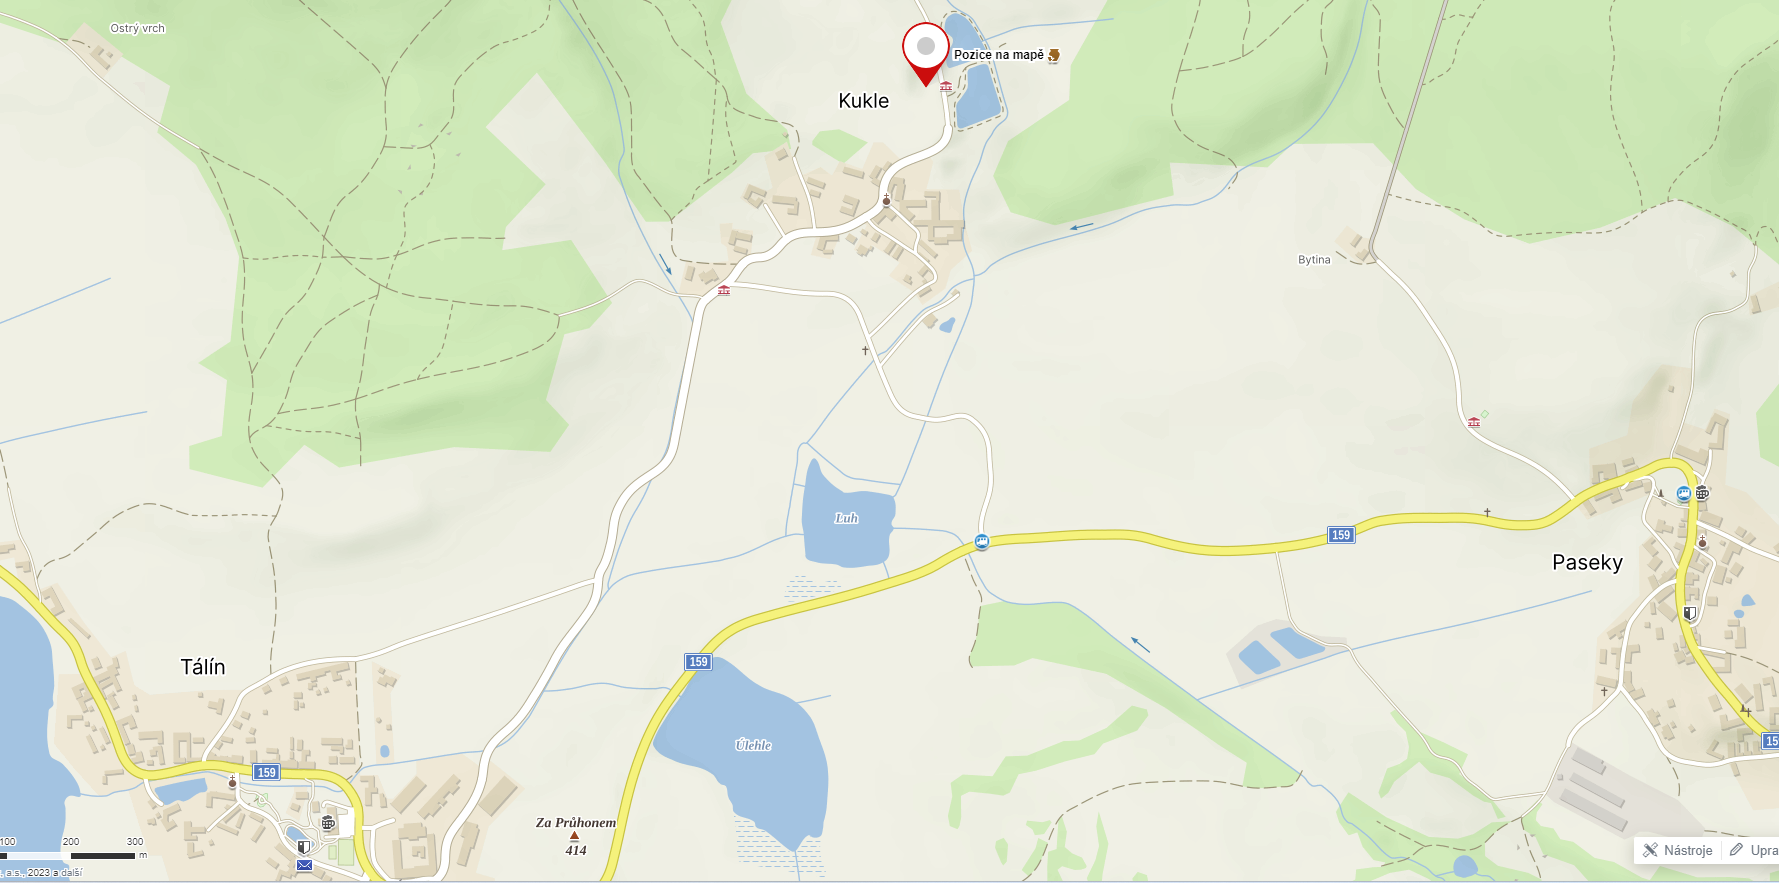 Ostrý vrch
Pozice na mapě
Kukle
Bytina
Luh
159
Paseky
159
Tálín
Úlehle
159
Za Průhonem
414
100 200 300
m
, a.s., 2023 a další
Nástroje
Upra
15